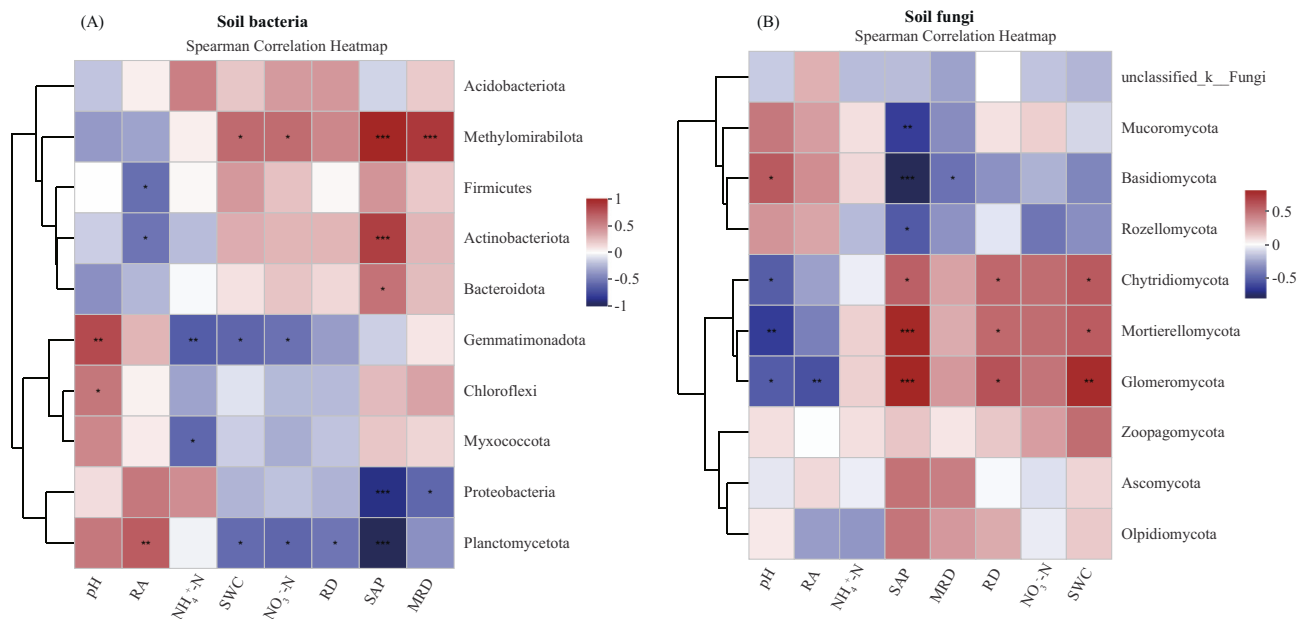 (A)
Soil bacteria
Spearman Correlation Heatmap
Acidobacteriota
Methylomirabilota
* * *** ***
Firmicutes
*
Actinobacteriota
* ***
Bacteroidota
*
Gemmatimonadota
** ** * *
Chloroflexi
*
Myxococcota
*
Proteobacteria
*** *
Planctomycetota
** * * * ***
1
0.5
0
-0.5
-1
pH RA NH₄⁺-N SWC NO₃⁻-N RD SAP MRD
(B)
Soil fungi
Spearman Correlation Heatmap
unclassified_k__Fungi
Mucoromycota
**
Basidiomycota
* *** *
Rozellomycota
*
Chytridiomycota
* * * *
Mortierellomycota
** *** * *
Glomeromycota
* ** *** * **
Zoopagomycota
Ascomycota
Olpidiomycota
0.5
0
-0.5
pH RA NH₄⁺-N SAP MRD RD NO₃⁻-N SWC